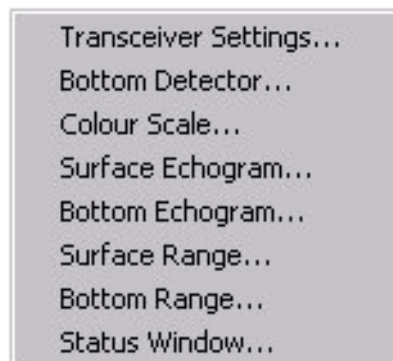 Transceiver Settings...
Bottom Detector...
Colour Scale...
Surface Echogram...
Bottom Echogram...
Surface Range...
Bottom Range...
Status Window...